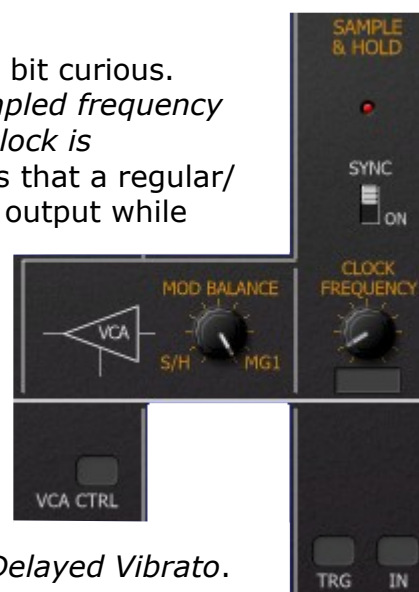 bit curious.
mpled frequency
lock is
s that a regular/
output while
SAMPLE
& HOLD
SYNC
ON
CLOCK
FREQUENCY
MOD BALANCE
VCA
S/H
MG1
VCA CTRL
TRG
IN
Delayed Vibrato.